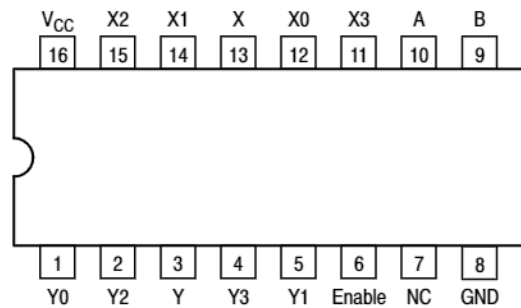 VCC X2 X1 X X0 X3 A B
16 15 14 13 12 11 10 9
1 2 3 4 5 6 7 8
Y0 Y2 Y Y3 Y1 Enable NC GND